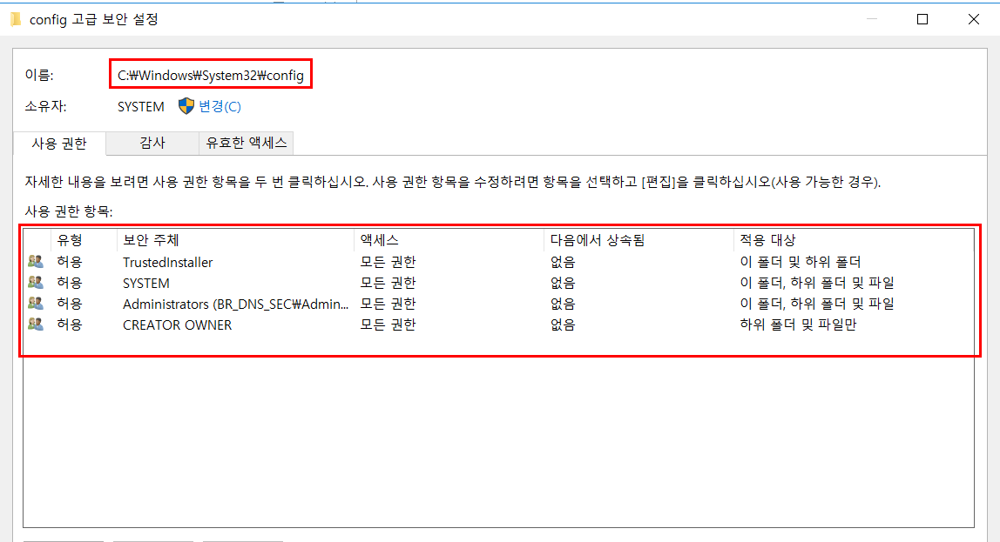 config 고급 보안 설정
이름: C:₩Windows₩System32₩config
소유자: SYSTEM 변경(C)
사용 권한 감사 유효한 액세스
자세한 내용을 보려면 사용 권한 항목을 두 번 클릭하십시오. 사용 권한 항목을 수정하려면 항목을 선택하고 [편집]을 클릭하십시오(사용 가능한 경우).
사용 권한 항목:
유형 보안 주체 액세스 다음에서 상속됨 적용 대상
허용 TrustedInstaller 모든 권한 없음 이 폴더 및 하위 폴더
허용 SYSTEM 모든 권한 없음 이 폴더, 하위 폴더 및 파일
허용 Administrators (BR_DNS_SEC₩Admin... 모든 권한 없음 이 폴더, 하위 폴더 및 파일
허용 CREATOR OWNER 모든 권한 없음 하위 폴더 및 파일만